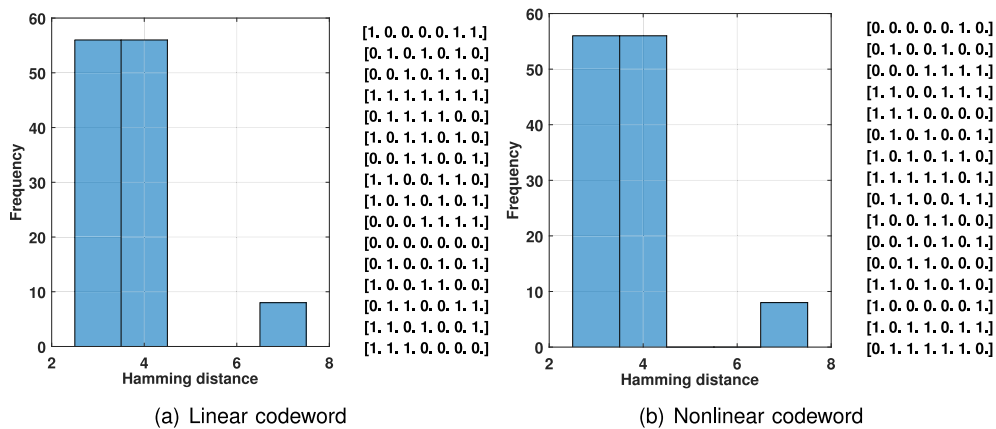 60
50
40
30
20
10
0
Frequency
2 4 6 8
Hamming distance
[1. 0. 0. 0. 0. 1. 1.]
[0. 1. 0. 1. 0. 1. 0.]
[0. 0. 1. 0. 1. 1. 0.]
[1. 1. 1. 1. 1. 1. 1.]
[0. 1. 1. 1. 1. 0. 0.]
[1. 0. 1. 1. 0. 1. 0.]
[0. 0. 1. 1. 0. 0. 1.]
[1. 1. 0. 0. 1. 1. 0.]
[1. 0. 1. 0. 1. 0. 1.]
[0. 0. 0. 1. 1. 1. 1.]
[0. 0. 0. 0. 0. 0. 0.]
[0. 1. 0. 0. 1. 0. 1.]
[1. 0. 0. 1. 1. 0. 0.]
[0. 1. 1. 0. 0. 1. 1.]
[1. 1. 0. 1. 0. 0. 1.]
[1. 1. 1. 0. 0. 0. 0.]
(a) Linear codeword
60
50
40
30
20
10
0
Frequency
2 4 6 8
Hamming distance
[0. 0. 0. 0. 0. 1. 0.]
[0. 1. 0. 0. 1. 0. 0.]
[0. 0. 0. 1. 1. 1. 1.]
[1. 1. 0. 0. 1. 1. 1.]
[1. 1. 1. 0. 0. 0. 0.]
[0. 1. 0. 1. 0. 0. 1.]
[1. 0. 1. 0. 1. 1. 0.]
[1. 1. 1. 1. 1. 0. 1.]
[0. 1. 1. 0. 0. 1. 1.]
[1. 0. 0. 1. 1. 0. 0.]
[0. 0. 1. 0. 1. 0. 1.]
[0. 0. 1. 1. 0. 0. 0.]
[1. 1. 0. 1. 0. 1. 0.]
[1. 0. 0. 0. 0. 0. 1.]
[1. 0. 1. 1. 0. 1. 1.]
[0. 1. 1. 1. 1. 1. 0.]
(b) Nonlinear codeword